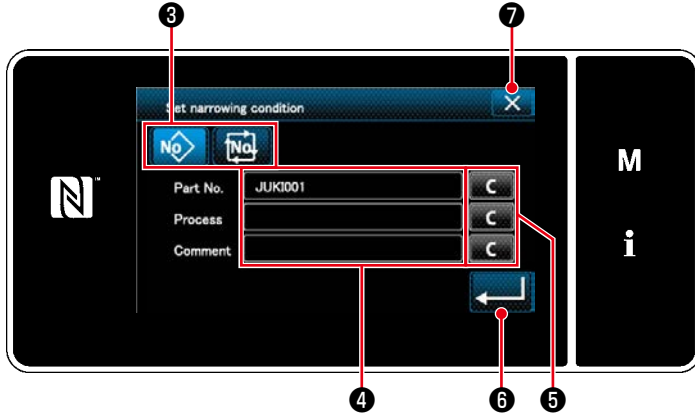 ❸ ❼
Set narrowing condition
No No.
M
Part No. JUKI001 C
Process C
Comment C
i
❹ ❻ ❺